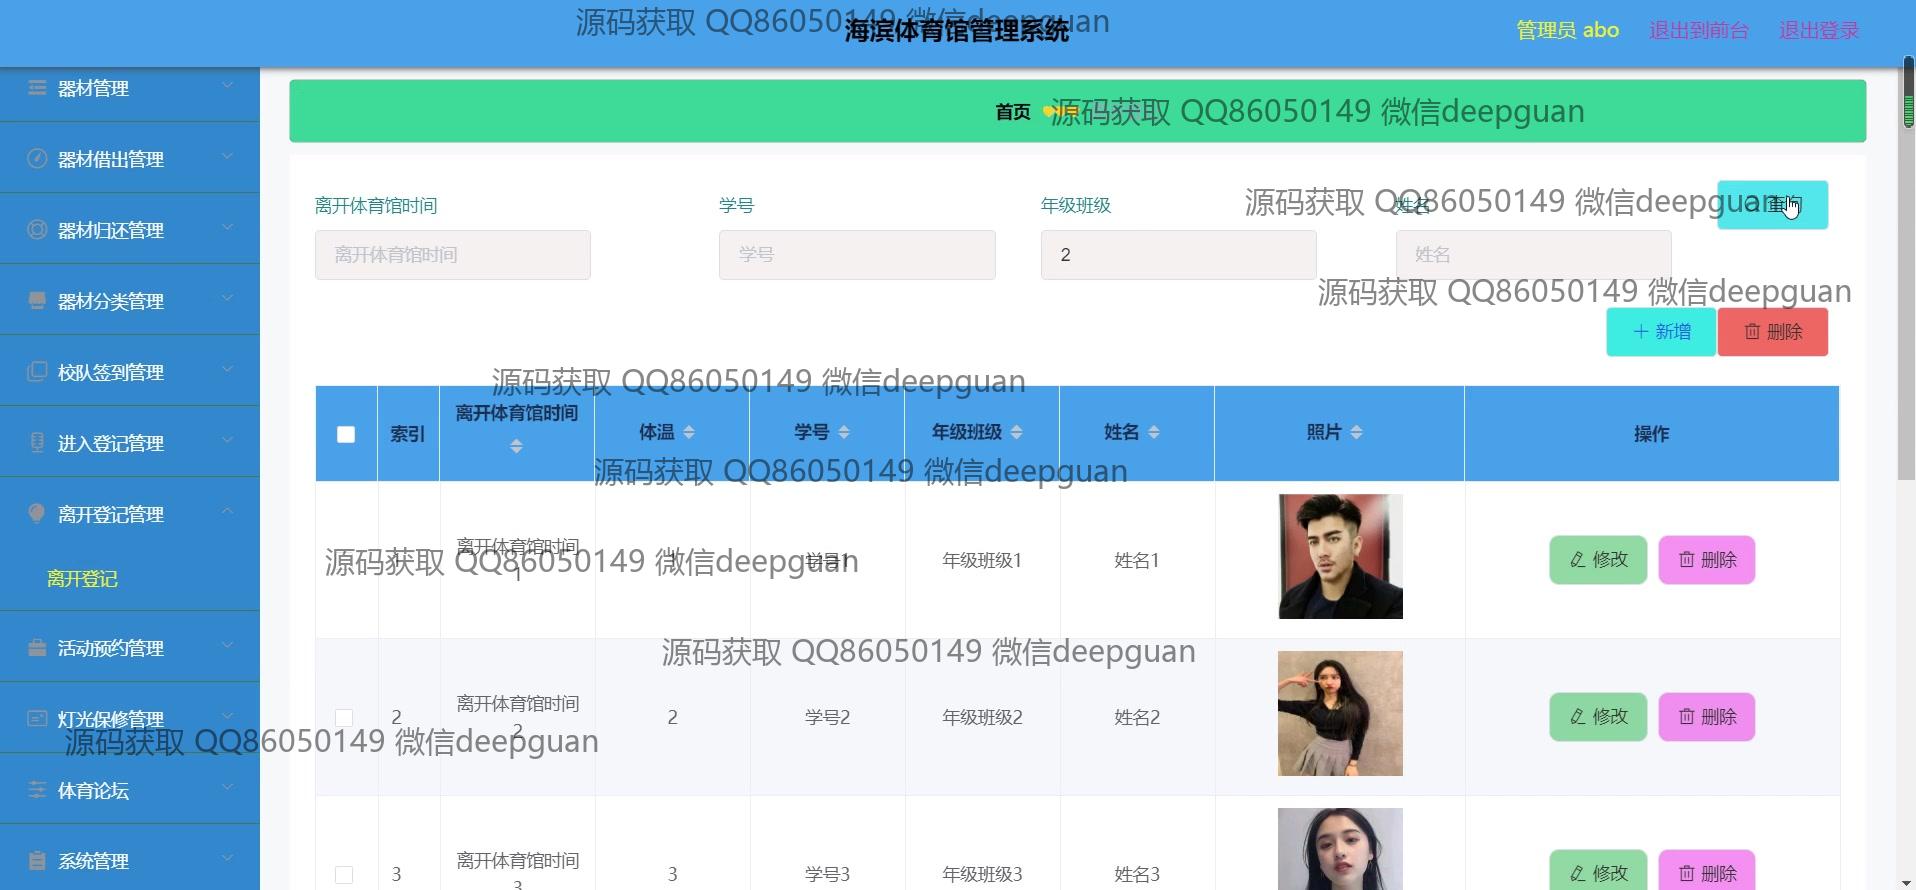 海滨体育馆管理系统
管理员 abo
退出到前台
退出登录
源码获取 QQ86050149 微信deepguan
器材管理
器材借出管理
器材归还管理
器材分类管理
校队签到管理
进入登记管理
离开登记管理
离开登记
活动预约管理
灯光保修管理
体育论坛
系统管理
首页
源码获取 QQ86050149 微信deepguan
离开体育馆时间
学号
年级班级
姓名
查询
源码获取 QQ86050149 微信deepguan
离开体育馆时间
学号
2
姓名
源码获取 QQ86050149 微信deepguan
新增
删除
源码获取 QQ86050149 微信deepguan
索引
离开体育馆时间
体温
学号
年级班级
姓名
照片
操作
源码获取 QQ86050149 微信deepguan
1
离开体育馆时间
1
1
学号1
年级班级1
姓名1
修改
删除
源码获取 QQ86050149 微信deepguan
源码获取 QQ86050149 微信deepguan
2
离开体育馆时间
2
2
学号2
年级班级2
姓名2
修改
删除
源码获取 QQ86050149 微信deepguan
3
离开体育馆时间
3
3
学号3
年级班级3
姓名3
修改
删除